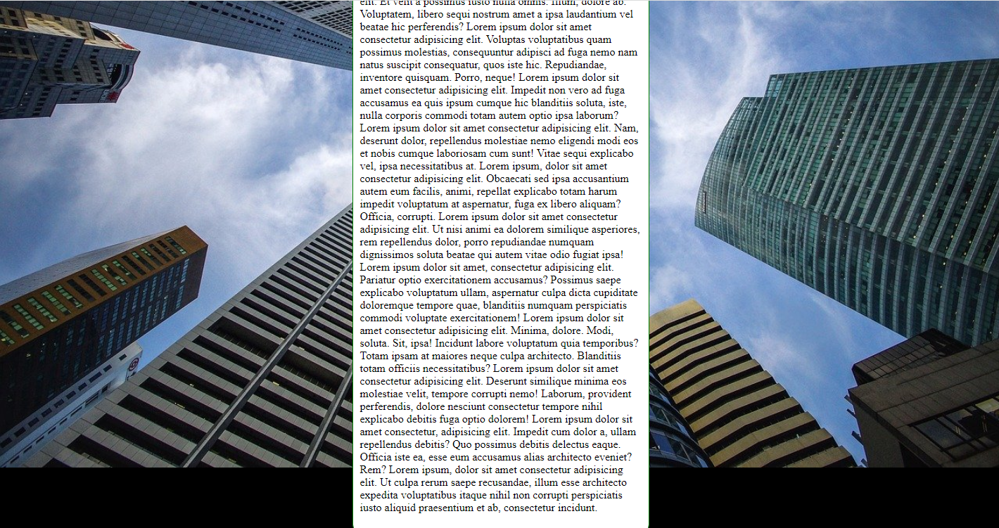 elit. Et velit a possimus iusto nulla omnis. Illum, dolore ab.
Voluptatem, libero sequi nostrum amet a ipsa laudantium vel
beatae hic perferendis? Lorem ipsum dolor sit amet
consectetur adipisicing elit. Voluptas voluptatibus quam
possimus molestias, consequuntur adipisci ad fuga nemo nam
natus suscipit consequatur, quos iste hic. Repudiandae,
inventore quisquam. Porro, neque! Lorem ipsum dolor sit
amet consectetur adipisicing elit. Impedit non vero ad fuga
accusamus ea quis ipsum cumque hic blanditiis soluta, iste,
nulla corporis commodi totam autem optio ipsa laborum?
Lorem ipsum dolor sit amet consectetur adipisicing elit. Nam,
deserunt dolor, repellendus molestiae nemo eligendi modi eos
et nobis cumque laboriosam cum sunt! Vitae sequi explicabo
vel, ipsa necessitatibus at. Lorem ipsum, dolor sit amet
consectetur adipisicing elit. Obcaecati sed ipsa accusantium
autem eum facilis, animi, repellat explicabo totam harum
impedit voluptatum at aspernatur, fuga ex libero aliquam?
Officia, corrupti. Lorem ipsum dolor sit amet consectetur
adipisicing elit. Ut nisi animi ea dolorem similique asperiores,
rem repellendus dolor, porro repudiandae numquam
dignissimos soluta beatae qui autem vitae odio fugiat ipsa!
Lorem ipsum dolor sit amet, consectetur adipisicing elit.
Pariatur optio exercitationem accusamus? Possimus saepe
explicabo voluptatum ullam, aspernatur culpa dicta cupiditate
doloremque tempore quae, blanditiis numquam perspiciatis
commodi voluptate exercitationem! Lorem ipsum dolor sit
amet consectetur adipisicing elit. Minima, dolore. Modi,
soluta. Sit, ipsa! Incidunt labore voluptatum quia temporibus?
Totam ipsam at maiores neque culpa architecto. Blanditiis
totam officiis necessitatibus? Lorem ipsum dolor sit amet
consectetur adipisicing elit. Deserunt similique minima eos
molestiae velit, tempore corrupti nemo! Laborum, provident
perferendis, dolore nesciunt consectetur tempore nihil
explicabo debitis fuga optio dolorem! Lorem ipsum dolor sit
amet consectetur, adipisicing elit. Impedit cum dolor a, ullam
repellendus debitis? Quo possimus debitis delectus eaque.
Officia iste ea, esse eum accusamus alias architecto eveniet?
Rem? Lorem ipsum, dolor sit amet consectetur adipisicing
elit. Ut culpa rerum saepe recusandae, illum esse architecto
expedita voluptatibus itaque nihil non corrupti perspiciatis
iusto aliquid praesentium et ab, consectetur incidunt.